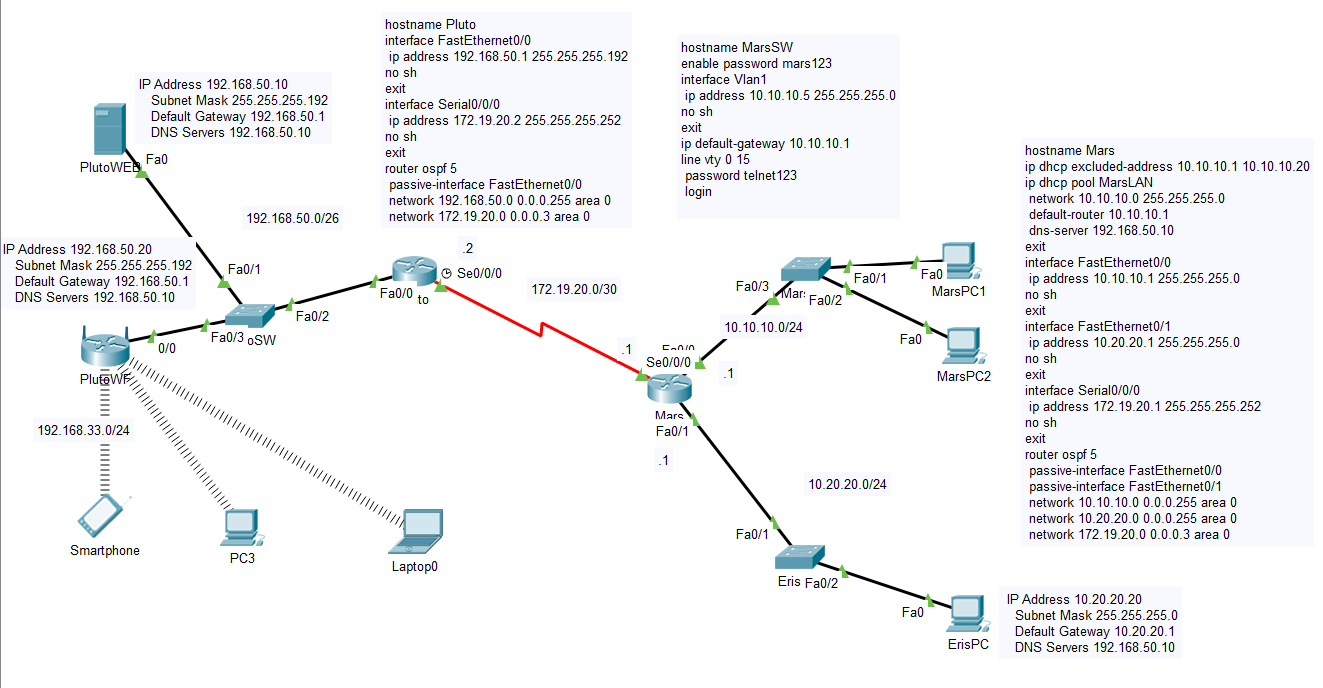 hostname Pluto
interface FastEthernet0/0
ip address 192.168.50.1 255.255.255.192
no sh
exit
interface Serial0/0/0
ip address 172.19.20.2 255.255.255.252
no sh
exit
router ospf 5
passive-interface FastEthernet0/0
network 192.168.50.0 0.0.0.255 area 0
network 172.19.20.0 0.0.0.3 area 0
hostname MarsSW
enable password mars123
interface Vlan1
ip address 10.10.10.5 255.255.255.0
no sh
exit
ip default-gateway 10.10.10.1
line vty 0 15
password telnet123
login
IP Address 192.168.50.10
Subnet Mask 255.255.255.192
Default Gateway 192.168.50.1
DNS Servers 192.168.50.10
PlutoWEB
Fa0
192.168.50.0/26
hostname Mars
ip dhcp excluded-address 10.10.10.1 10.10.10.20
ip dhcp pool MarsLAN
network 10.10.10.0 255.255.255.0
default-router 10.10.10.1
dns-server 192.168.50.10
exit
interface FastEthernet0/0
ip address 10.10.10.1 255.255.255.0
no sh
exit
interface FastEthernet0/1
ip address 10.20.20.1 255.255.255.0
no sh
exit
interface Serial0/0/0
ip address 172.19.20.1 255.255.255.252
no sh
exit
router ospf 5
passive-interface FastEthernet0/0
passive-interface FastEthernet0/1
network 10.10.10.0 0.0.0.255 area 0
network 10.20.20.0 0.0.0.255 area 0
network 172.19.20.0 0.0.0.3 area 0
IP Address 192.168.50.20
Subnet Mask 255.255.255.192
Default Gateway 192.168.50.1
DNS Servers 192.168.50.10
Fa0/1
.2
Se0/0/0
Fa0/0
to
172.19.20.0/30
Fa0/2
Fa0/3
oSW
0/0
PlutoWF
192.168.33.0/24
Smartphone
PC3
Laptop0
Fa0/3
Mars
Fa0/1
Fa0/2
Fa0
MarsPC1
Fa0
MarsPC2
10.10.10.0/24
.1
Fa0/0
Se0/0/0
.1
Mars
Fa0/1
.1
10.20.20.0/24
Fa0/1
Eris
Fa0/2
Fa0
ErisPC
IP Address 10.20.20.20
Subnet Mask 255.255.255.0
Default Gateway 10.20.20.1
DNS Servers 192.168.50.10